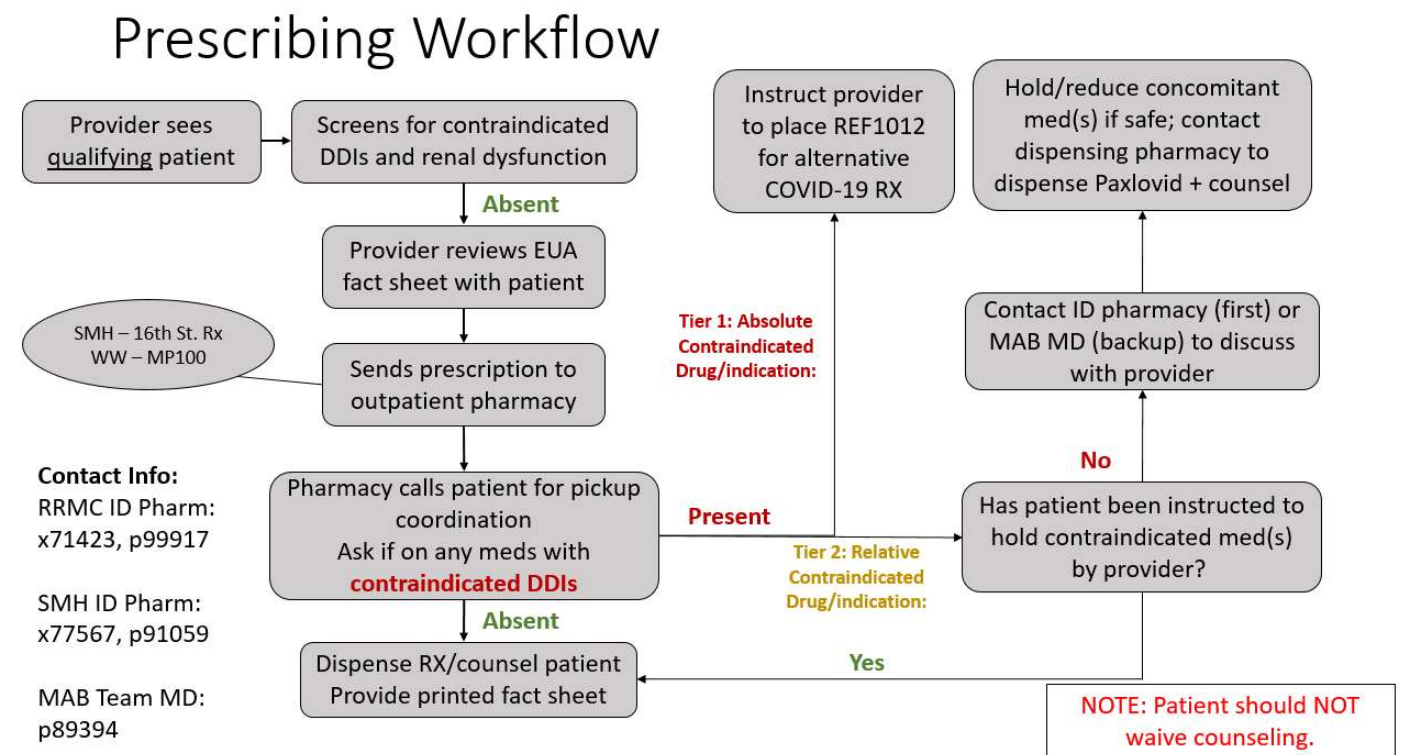 Prescribing Workflow
Provider sees
qualifying patient
Screens for contraindicated
DDIs and renal dysfunction
Absent
Provider reviews EUA
fact sheet with patient
SMH – 16th St. Rx
WW – MP100
Sends prescription to
outpatient pharmacy
Pharmacy calls patient for pickup
coordination
Ask if on any meds with
contraindicated DDIs
Absent
Dispense RX/counsel patient
Provide printed fact sheet
Present
Tier 1: Absolute
Contraindicated
Drug/indication:
Instruct provider
to place REF1012
for alternative
COVID-19 RX
Tier 2: Relative
Contraindicated
Drug/indication:
Has patient been instructed to
hold contraindicated med(s)
by provider?
No
Contact ID pharmacy (first) or
MAB MD (backup) to discuss
with provider
Hold/reduce concomitant
med(s) if safe; contact
dispensing pharmacy to
dispense Paxlovid + counsel
Yes
Contact Info:
RRMC ID Pharm:
x71423, p99917
SMH ID Pharm:
x77567, p91059
MAB Team MD:
p89394
NOTE: Patient should NOT
waive counseling.